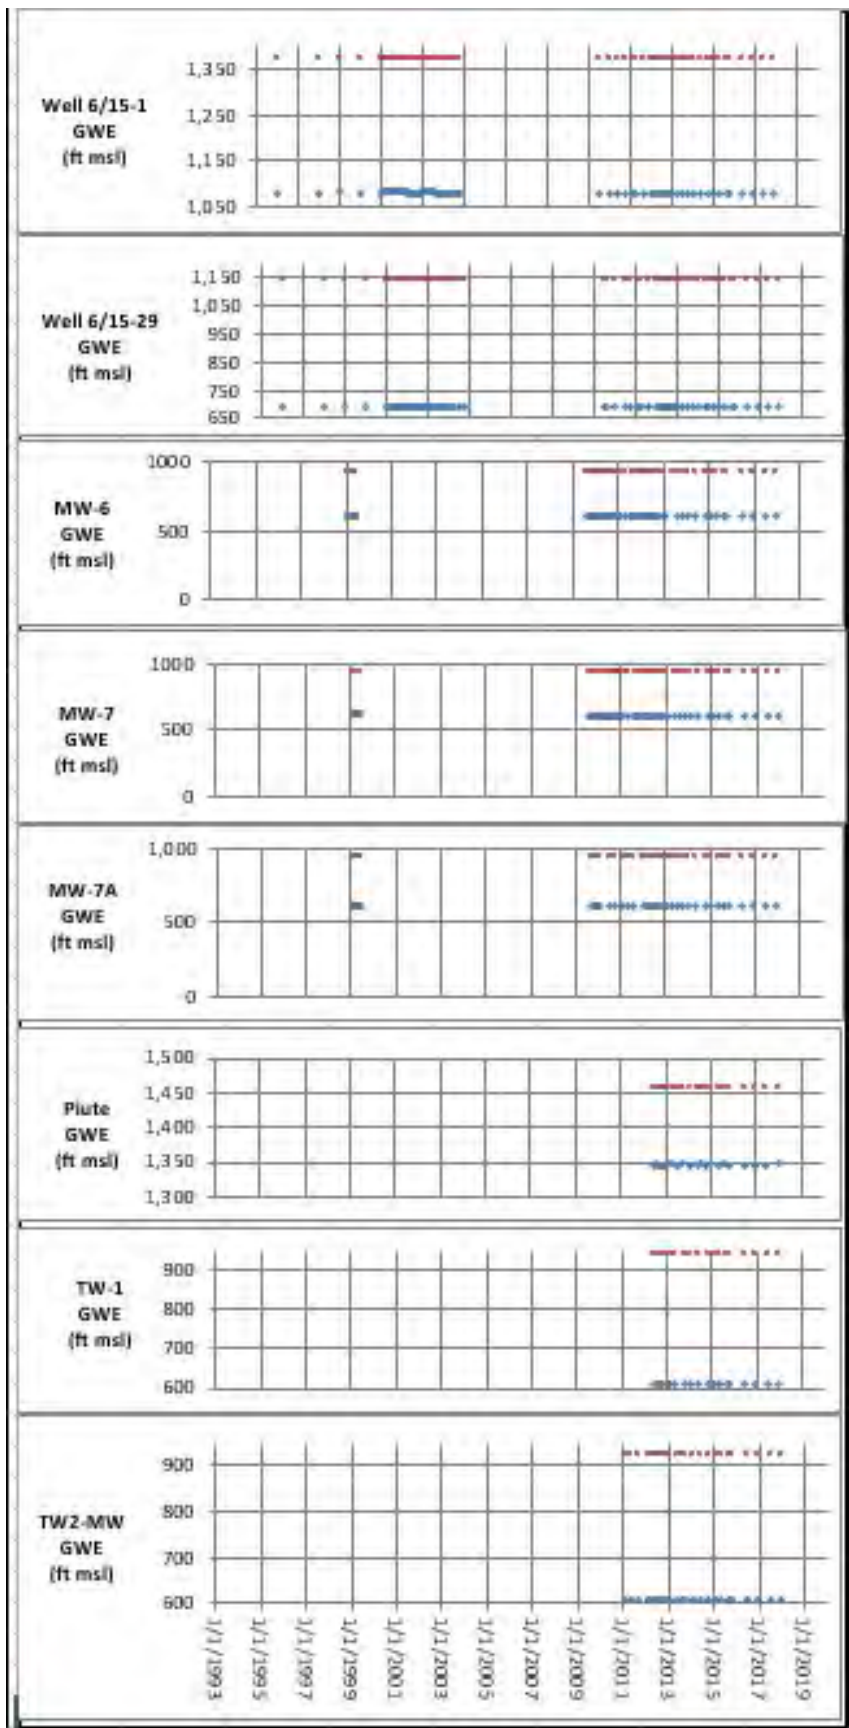 Well 6/15-1
GWE
(ft msl)
1,350
1,250
1,150
1,050
Well 6/15-29
GWE
(ft msl)
1,150
1,050
950
850
750
650
MW-6
GWE
(ft msl)
1000
500
0
MW-7
GWE
(ft msl)
1000
500
0
MW-7A
GWE
(ft msl)
1,000
500
0
Piute
GWE
(ft msl)
1,500
1,450
1,400
1,350
1,300
TW-1
GWE
(ft msl)
900
800
700
600
TW2-MW
GWE
(ft msl)
900
800
700
600
1/1/1993
1/1/1995
1/1/1997
1/1/1999
1/1/2001
1/1/2003
1/1/2005
1/1/2007
1/1/2009
1/1/2011
1/1/2013
1/1/2015
1/1/2017
1/1/2019